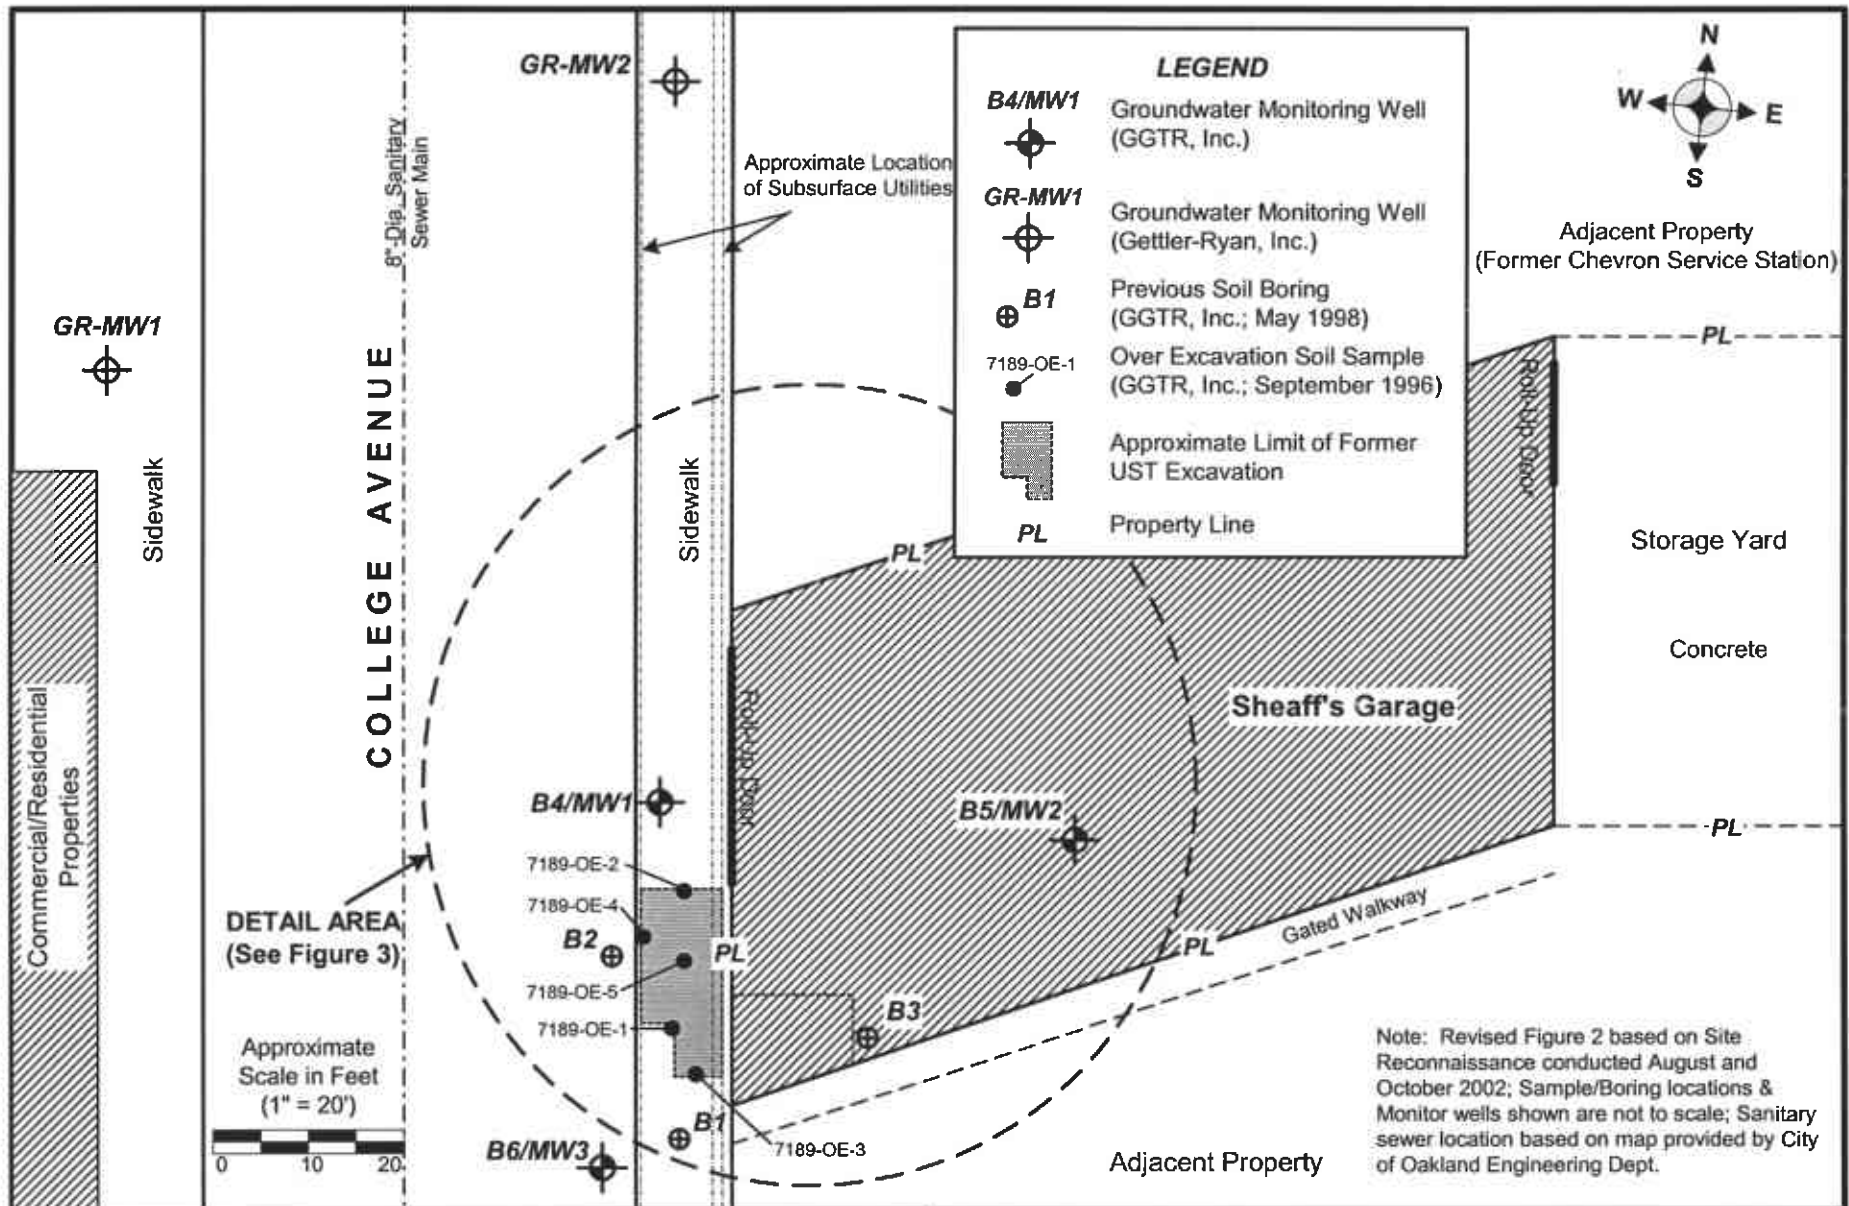 GR-MW2
8"-Dia. Sanitary
Sewer Main
Approximate Location
of Subsurface Utilities
LEGEND
B4/MW1
Groundwater Monitoring Well
(GGTR, Inc.)
GR-MW1
Groundwater Monitoring Well
(Gettler-Ryan, Inc.)
B1
Previous Soil Boring
(GGTR, Inc.; May 1998)
7189-OE-1
Over Excavation Soil Sample
(GGTR, Inc.; September 1996)
Approximate Limit of Former
UST Excavation
PL
Property Line
N
W
E
S
Adjacent Property
(Former Chevron Service Station)
GR-MW1
Sidewalk
COLLEGE AVENUE
Sidewalk
PL
PL
Roll-Up Door
Storage Yard
Concrete
Commercial/Residential
Properties
Roll-Up Door
Sheaff's Garage
B4/MW1
B5/MW2
PL
7189-OE-2
7189-OE-4
DETAIL AREA
(See Figure 3)
B2
PL
PL
Gated Walkway
7189-OE-5
7189-OE-1
B3
Approximate
Scale in Feet
(1" = 20')
0 10 20
B6/MW3
B1
7189-OE-3
Adjacent Property
Note: Revised Figure 2 based on Site
Reconnaissance conducted August and
October 2002; Sample/Boring locations &
Monitor wells shown are not to scale; Sanitary
sewer location based on map provided by City
of Oakland Engineering Dept.